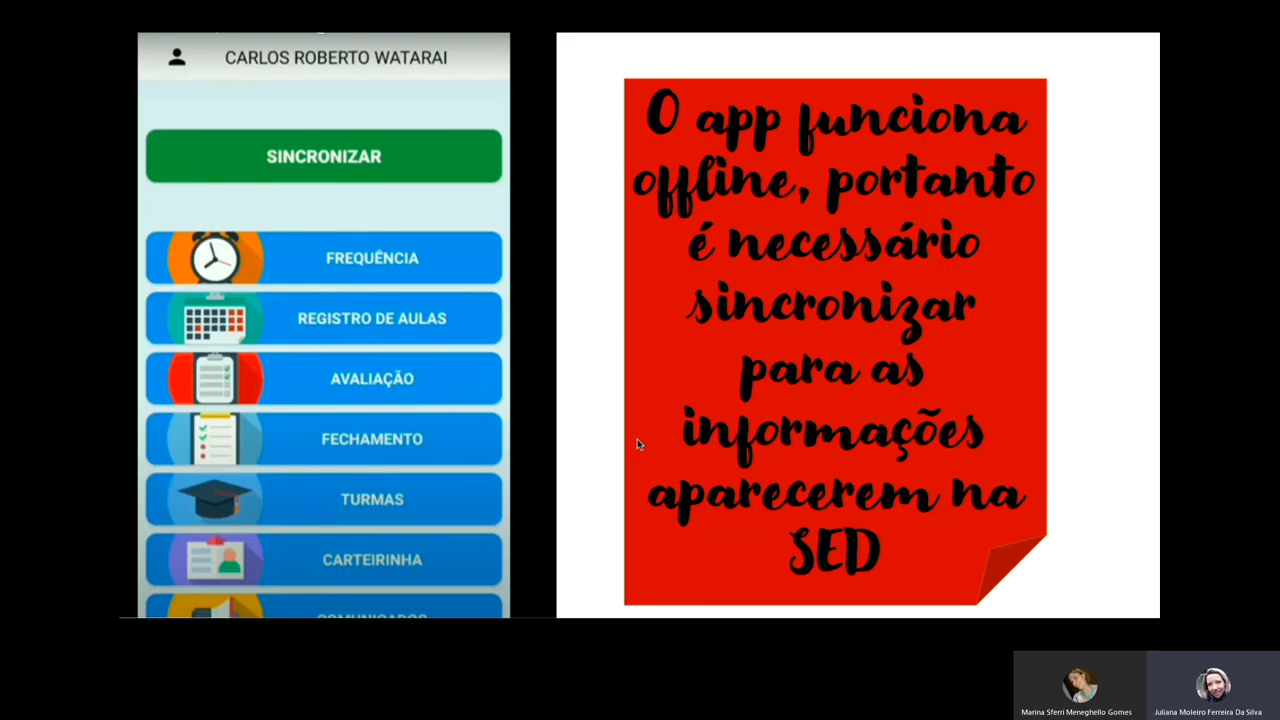 CARLOS ROBERTO WATARAI
SINCRONIZAR
FREQUÊNCIA
REGISTRO DE AULAS
AVALIAÇÃO
FECHAMENTO
TURMAS
CARTEIRINHA
COMUNICADOS
O app funciona
offline, portanto
é necessário
sincronizar
para as
informações
aparecerem na
SED
Marina Sferri Meneghello Gomes
Juliana Moleiro Ferreira Da Silva